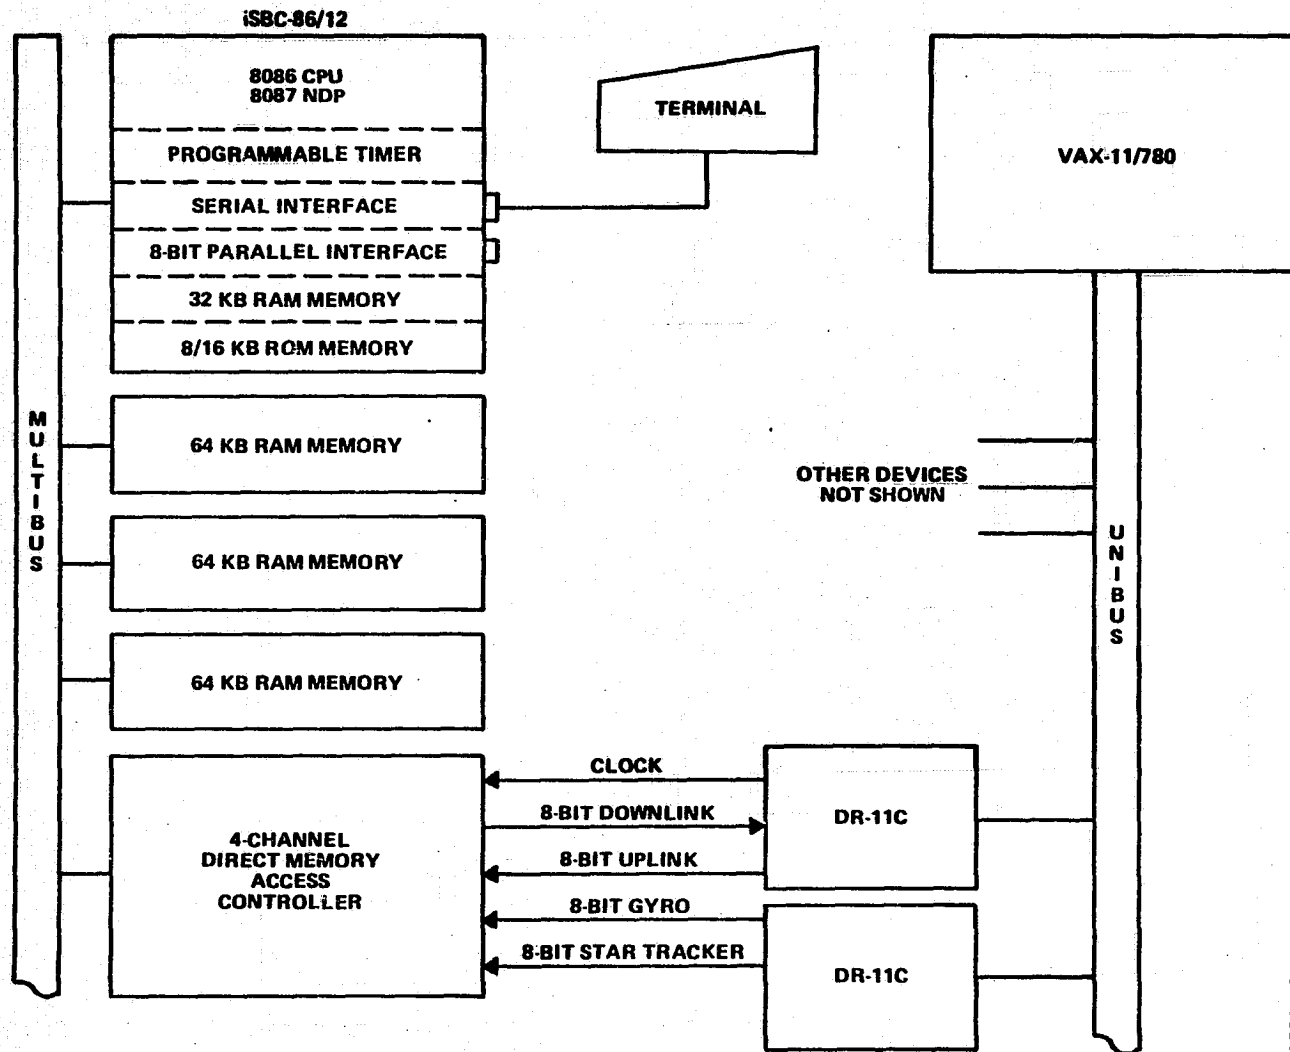 iSBC-86/12
8086 CPU
8087 NDP
PROGRAMMABLE TIMER
SERIAL INTERFACE
8-BIT PARALLEL INTERFACE
32 KB RAM MEMORY
8/16 KB ROM MEMORY
TERMINAL
VAX-11/780
MULTIBUS
64 KB RAM MEMORY
64 KB RAM MEMORY
64 KB RAM MEMORY
OTHER DEVICES
NOT SHOWN
UNIBUS
4-CHANNEL
DIRECT MEMORY
ACCESS
CONTROLLER
CLOCK
8-BIT DOWNLINK
8-BIT UPLINK
8-BIT GYRO
8-BIT STAR TRACKER
DR-11C
DR-11C